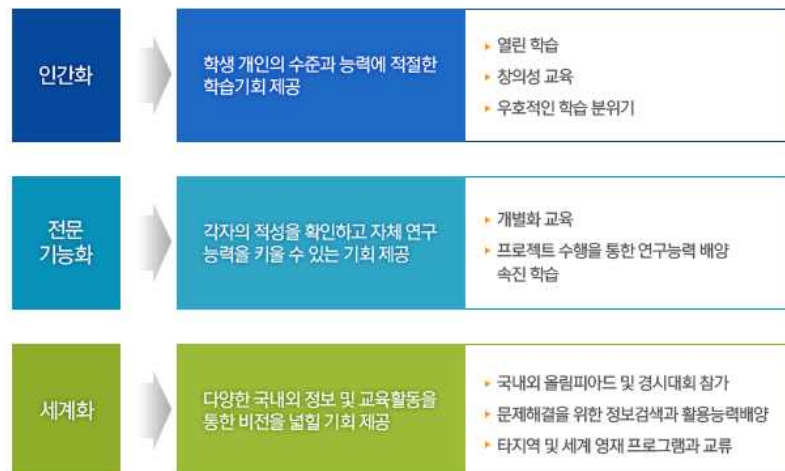 인간화
학생 개인의 수준과 능력에 적절한
학습기회 제공
▸ 열린 학습
▸ 창의성 교육
▸ 우호적인 학습 분위기
전문
기능화
각자의 적성을 확인하고 자체 연구
능력을 키울 수 있는 기회 제공
▸ 개별화 교육
▸ 프로젝트 수행을 통한 연구능력 배양
속진 학습
세계화
다양한 국내외 정보 및 교육활동을
통한 비전을 넓힐 기회 제공
▸ 국내외 올림피아드 및 경시대회 참가
▸ 문제해결을 위한 정보검색과 활용능력배양
▸ 타지역 및 세계 영재 프로그램과 교류